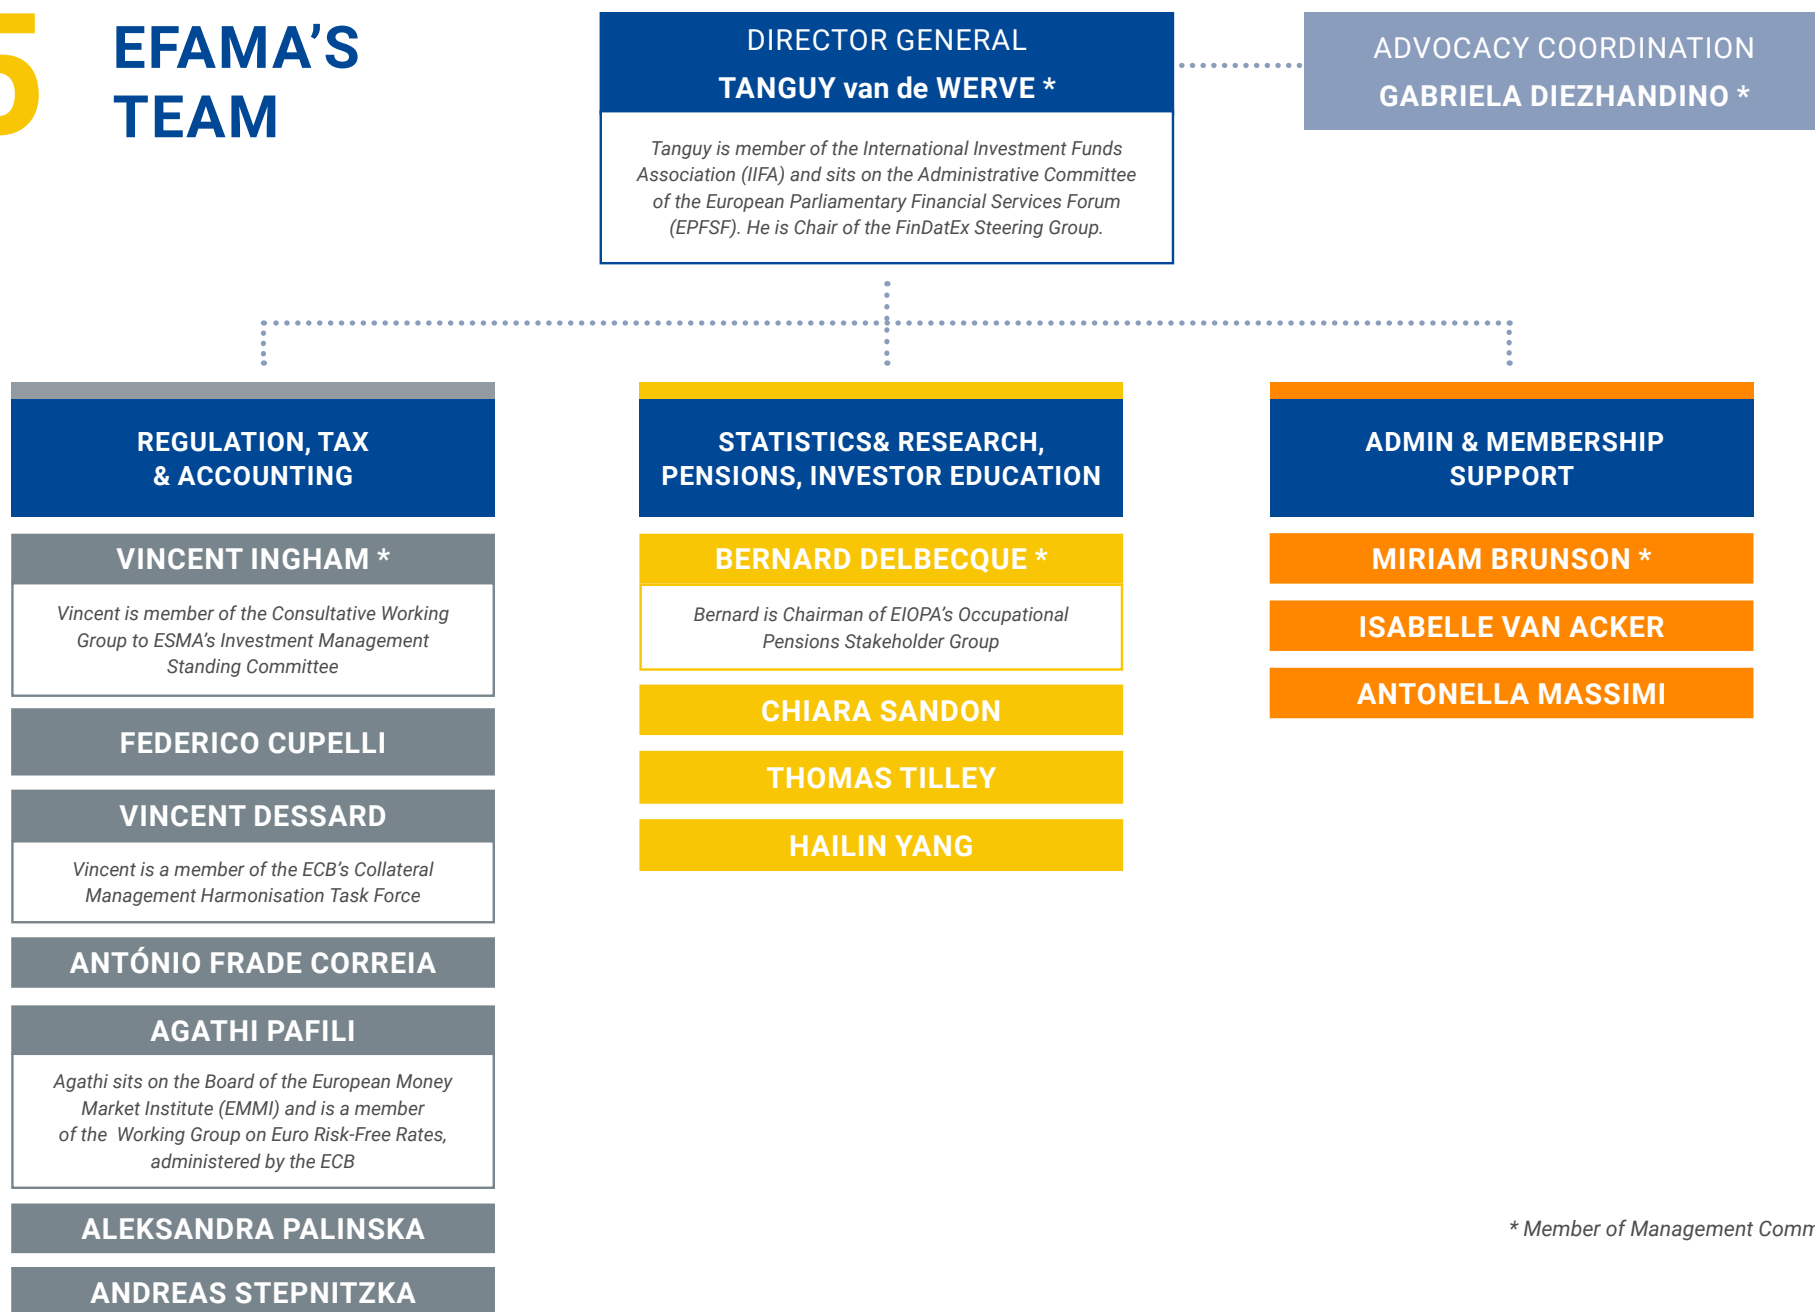 5
EFAMA'S
TEAM
DIRECTOR GENERAL
TANGUY van de WERVE *
Tanguy is member of the International Investment Funds
Association (IIFA) and sits on the Administrative Committee
of the European Parliamentary Financial Services Forum
(EPFSF). He is Chair of the FinDatEx Steering Group.
ADVOCACY COORDINATION
GABRIELA DIEZHANDINO *
REGULATION, TAX
& ACCOUNTING
VINCENT INGHAM *
Vincent is member of the Consultative Working
Group to ESMA's Investment Management
Standing Committee
FEDERICO CUPELLI
VINCENT DESSARD
Vincent is a member of the ECB's Collateral
Management Harmonisation Task Force
ANTÓNIO FRADE CORREIA
AGATHI PAFILI
Agathi sits on the Board of the European Money
Market Institute (EMMI) and is a member
of the Working Group on Euro Risk-Free Rates,
administered by the ECB
ALEKSANDRA PALINSKA
ANDREAS STEPNITZKA
STATISTICS& RESEARCH,
PENSIONS, INVESTOR EDUCATION
BERNARD DELBECQUE *
Bernard is Chairman of EIOPA's Occupational
Pensions Stakeholder Group
CHIARA SANDON
THOMAS TILLEY
HAILIN YANG
ADMIN & MEMBERSHIP
SUPPORT
MIRIAM BRUNSON *
ISABELLE VAN ACKER
ANTONELLA MASSIMI
* Member of Management